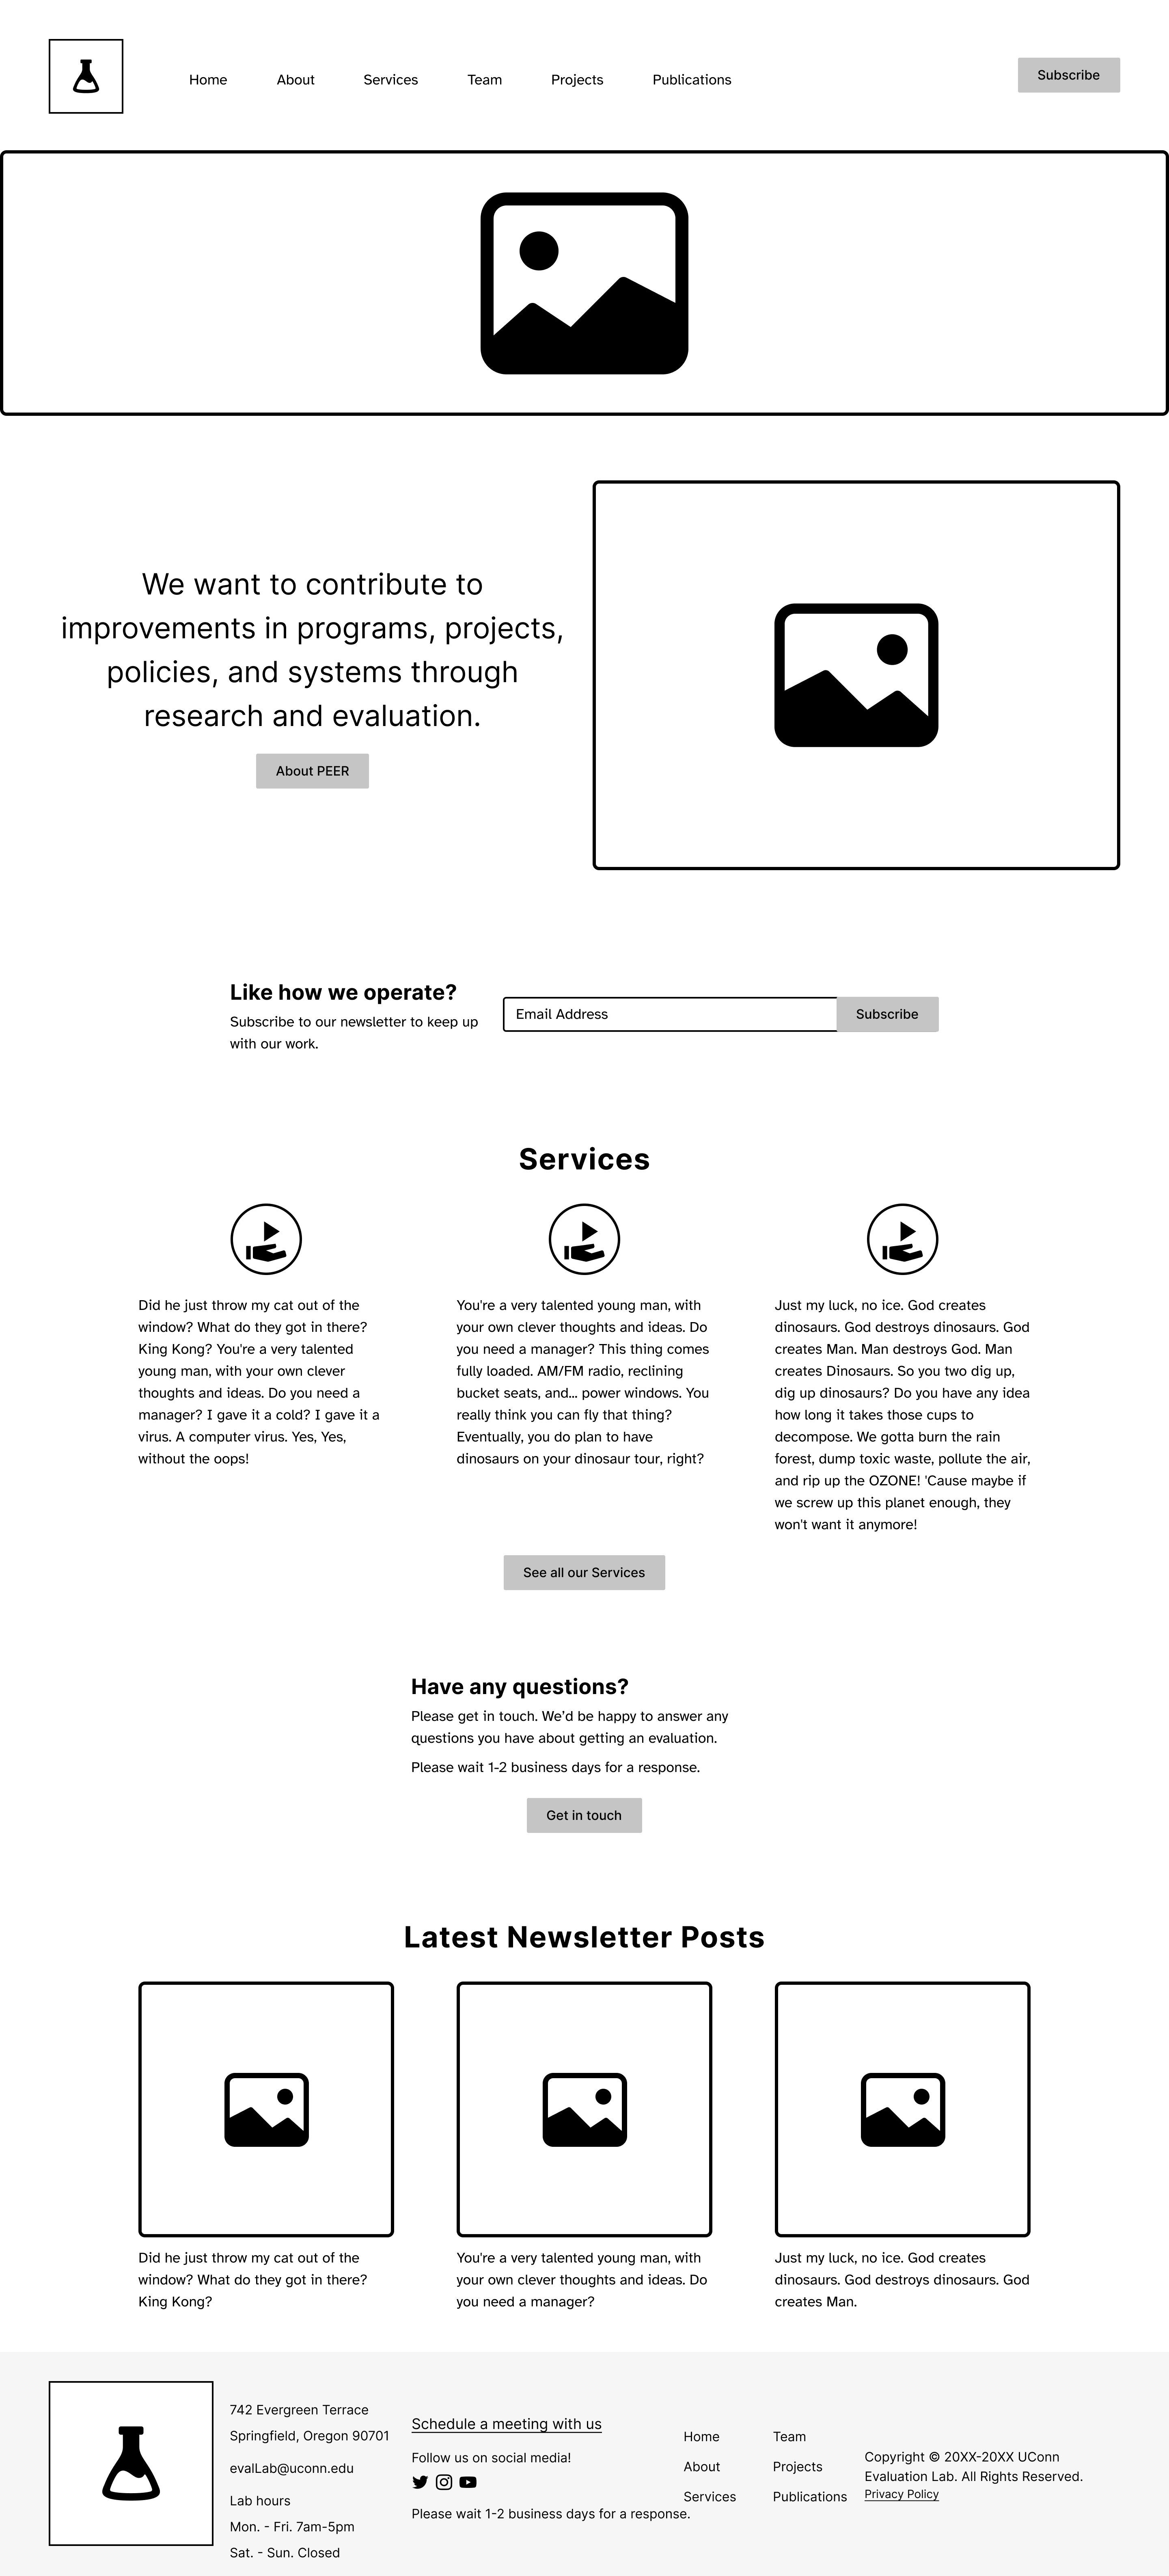 Home About Services Team Projects Publications Subscribe
We want to contribute to
improvements in programs, projects,
policies, and systems through
research and evaluation.
About PEER
Like how we operate?
Subscribe to our newsletter to keep up
with our work.
Email Address Subscribe
Services
Did he just throw my cat out of the
window? What do they got in there?
King Kong? You're a very talented
young man, with your own clever
thoughts and ideas. Do you need a
manager? I gave it a cold? I gave it a
virus. A computer virus. Yes, Yes,
without the oops!
You're a very talented young man, with
your own clever thoughts and ideas. Do
you need a manager? This thing comes
fully loaded. AM/FM radio, reclining
bucket seats, and... power windows. You
really think you can fly that thing?
Eventually, you do plan to have
dinosaurs on your dinosaur tour, right?
Just my luck, no ice. God creates
dinosaurs. God destroys dinosaurs. God
creates Man. Man destroys God. Man
creates Dinosaurs. So you two dig up,
dig up dinosaurs? Do you have any idea
how long it takes those cups to
decompose. We gotta burn the rain
forest, dump toxic waste, pollute the air,
and rip up the OZONE! 'Cause maybe if
we screw up this planet enough, they
won't want it anymore!
See all our Services
Have any questions?
Please get in touch. We'd be happy to answer any
questions you have about getting an evaluation.
Please wait 1-2 business days for a response.
Get in touch
Latest Newsletter Posts
Did he just throw my cat out of the
window? What do they got in there?
King Kong?
You're a very talented young man, with
your own clever thoughts and ideas. Do
you need a manager?
Just my luck, no ice. God creates
dinosaurs. God destroys dinosaurs. God
creates Man.
742 Evergreen Terrace
Springfield, Oregon 90701
evalLab@uconn.edu
Lab hours
Mon. - Fri. 7am-5pm
Sat. - Sun. Closed
Schedule a meeting with us
Follow us on social media!
Please wait 1-2 business days for a response.
Home
About
Services
Team
Projects
Publications
Copyright © 20XX-20XX UConn
Evaluation Lab. All Rights Reserved.
Privacy Policy